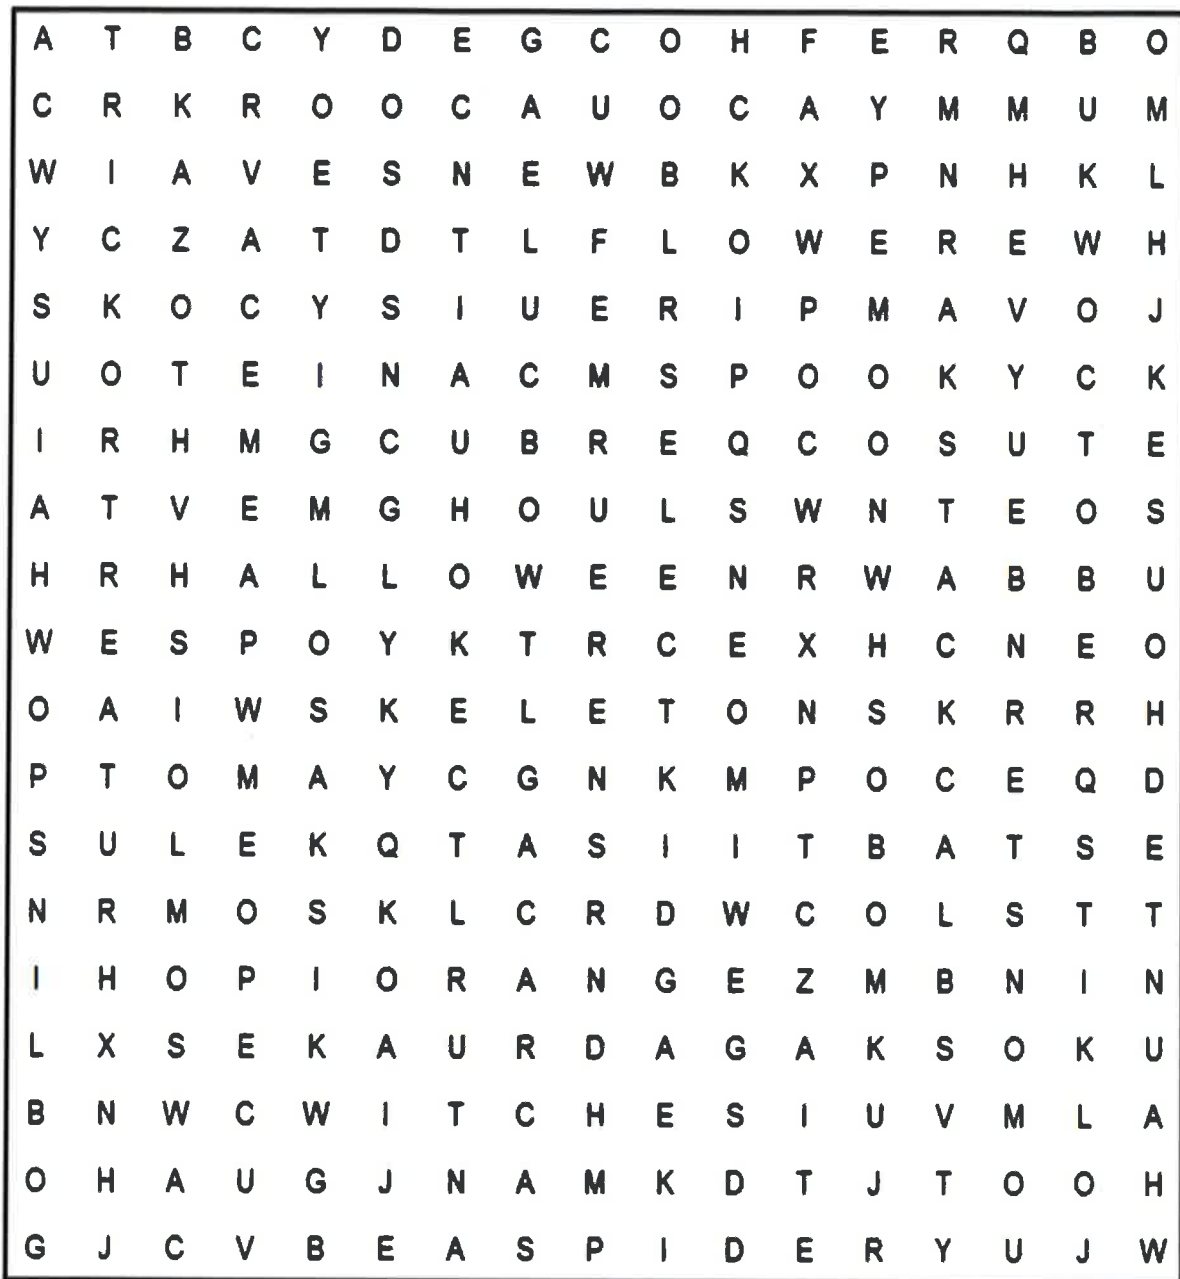 A T B C Y D E G C O H F E R Q B O
C R K R O O C A U O C A Y M M U M
W I A V E S N E W B K X P N H K L
Y C Z A T D T L F L O W E R E W H
S K O C Y S I U E R I P M A V O J
U O T E I N A C M S P O O K Y C K
I R H M G C U B R E Q C O S U T E
A T V E M G H O U L S W N T E O S
H R H A L L O W E E N R W A B B U
W E S P O Y K T R C E X H C N E O
O A I W S K E L E T O N S K R R H
P T O M A Y C G N K M P O C E Q D
S U L E K Q T A S I I T B A T S E
N R M O S K L C R D W C O L S T T
I H O P I O R A N G E Z M B N I N
L X S E K A U R D A G A K S O K U
B N W C W I T C H E S I U V M L A
O H A U G J N A M K D T J T O O H
G J C V B E A S P I D E R Y U J W